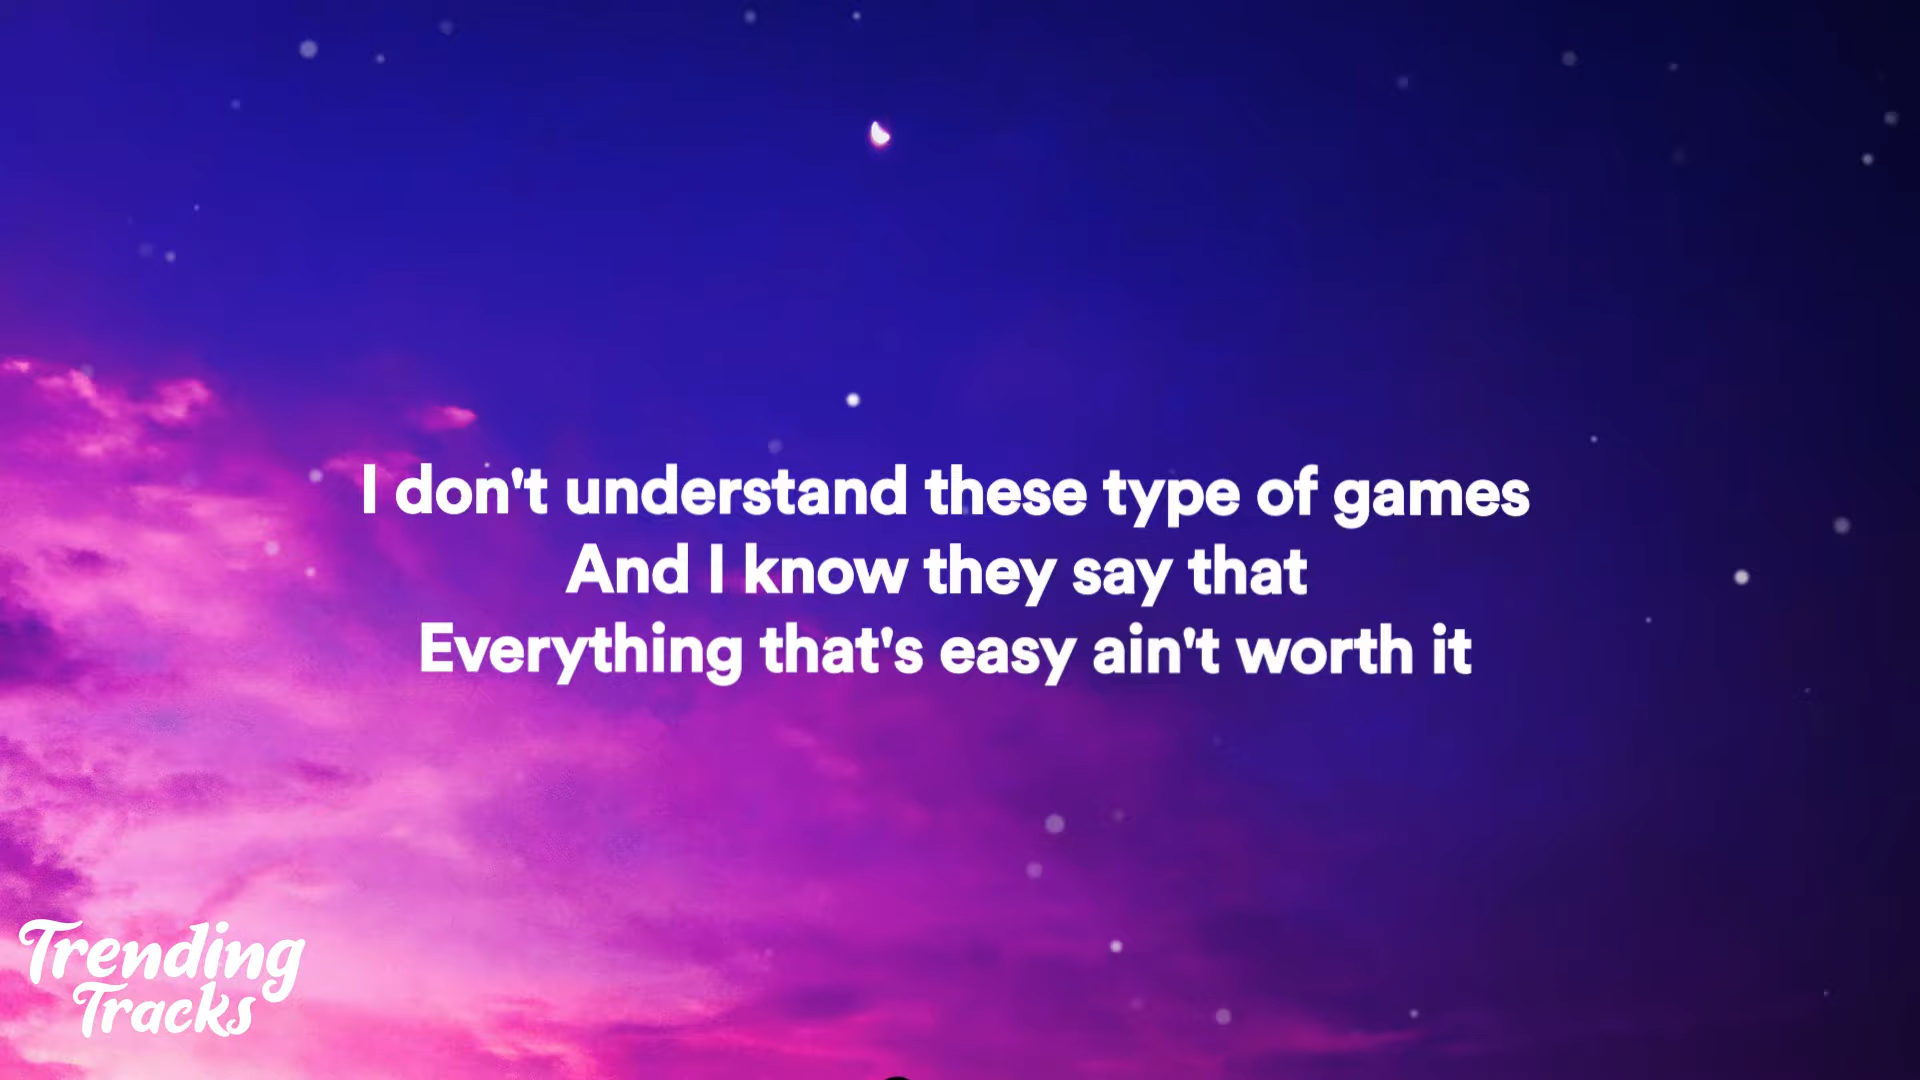 I don't understand these type of games
And I know they say that
Everything that's easy ain't worth it
Trending
Tracks